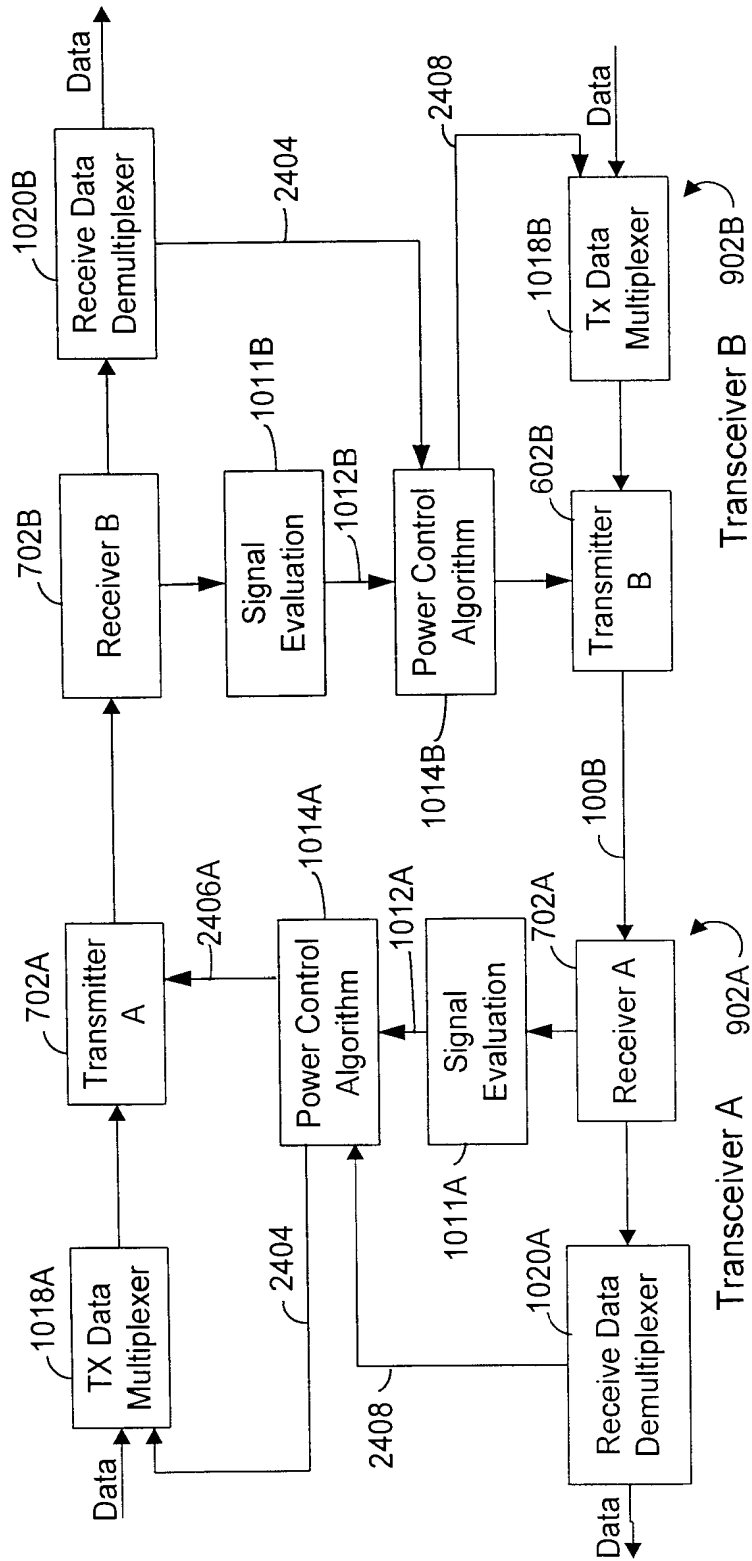 Data
TX Data
Multiplexer
1018A
2404
Transmitter
A
702A
2406A
Power Control
Algorithm
1014A
1012A
Signal
Evaluation
1011A
Receiver A
702A
2408
Receive Data
Demultiplexer
1020A
Data
Transceiver A
902A
100B
Receiver B
702B
Receive Data
Demultiplexer
1020B
Data
2404
Signal
Evaluation
1011B
1012B
Power Control
Algorithm
1014B
2408
Transmitter
B
602B
Tx Data
Multiplexer
1018B
Data
Transceiver B
902B